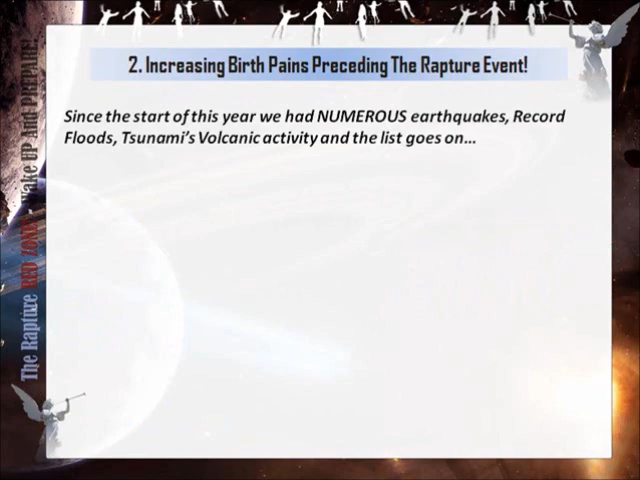 2. Increasing Birth Pains Preceding The Rapture Event!
Since the start of this year we had NUMEROUS earthquakes, Record
Floods, Tsunami's Volcanic activity and the list goes on...
The Rapture RED ZONE - Wake UP And PREPARE!